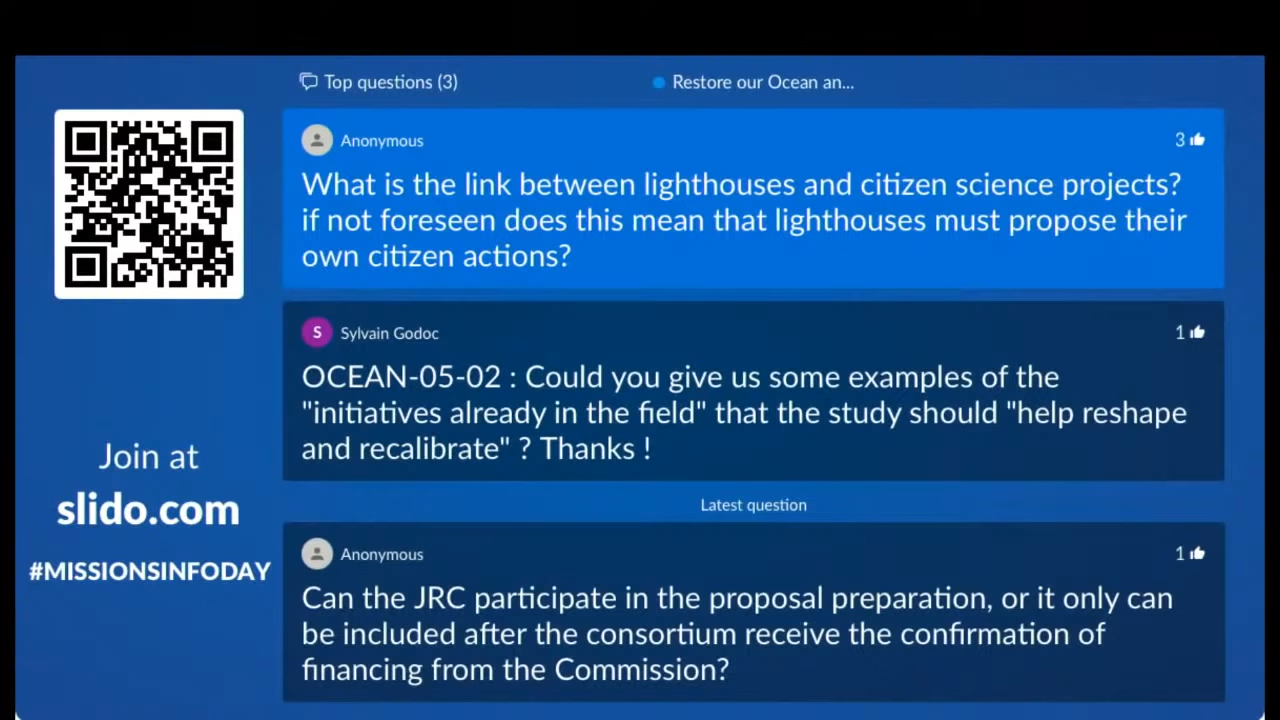 Top questions (3)
Restore our Ocean an...
Anonymous
3
What is the link between lighthouses and citizen science projects?
if not foreseen does this mean that lighthouses must propose their
own citizen actions?
S
Sylvain Godoc
1
OCEAN-05-02 : Could you give us some examples of the
"initiatives already in the field" that the study should "help reshape
and recalibrate" ? Thanks !
Join at
slido.com
#MISSIONSINFODAY
Latest question
Anonymous
1
Can the JRC participate in the proposal preparation, or it only can
be included after the consortium receive the confirmation of
financing from the Commission?